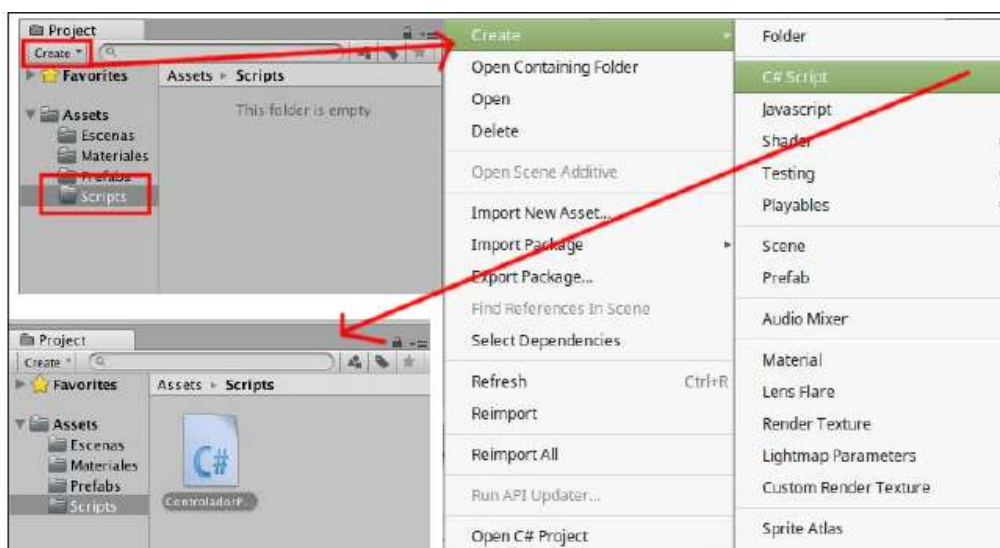 Project
Create
Favorites
Assets
Escenas
Materiales
Prefabs
Scripts
Assets ▸ Scripts
This folder is empty
Project
Create
Favorites
Assets
Escenas
Materiales
Prefabs
Scripts
Assets ▸ Scripts
C#
ControladorP...
Create
Open Containing Folder
Open
Delete
Open Scene Additive
Import New Asset...
Import Package
Export Package...
Find References In Scene
Select Dependencies
Refresh Ctrl+R
Reimport
Reimport All
Run API Updater...
Open C# Project
Folder
C# Script
Javascript
Shader
Testing
Playables
Scene
Prefab
Audio Mixer
Material
Lens Flare
Render Texture
Lightmap Parameters
Custom Render Texture
Sprite Atlas